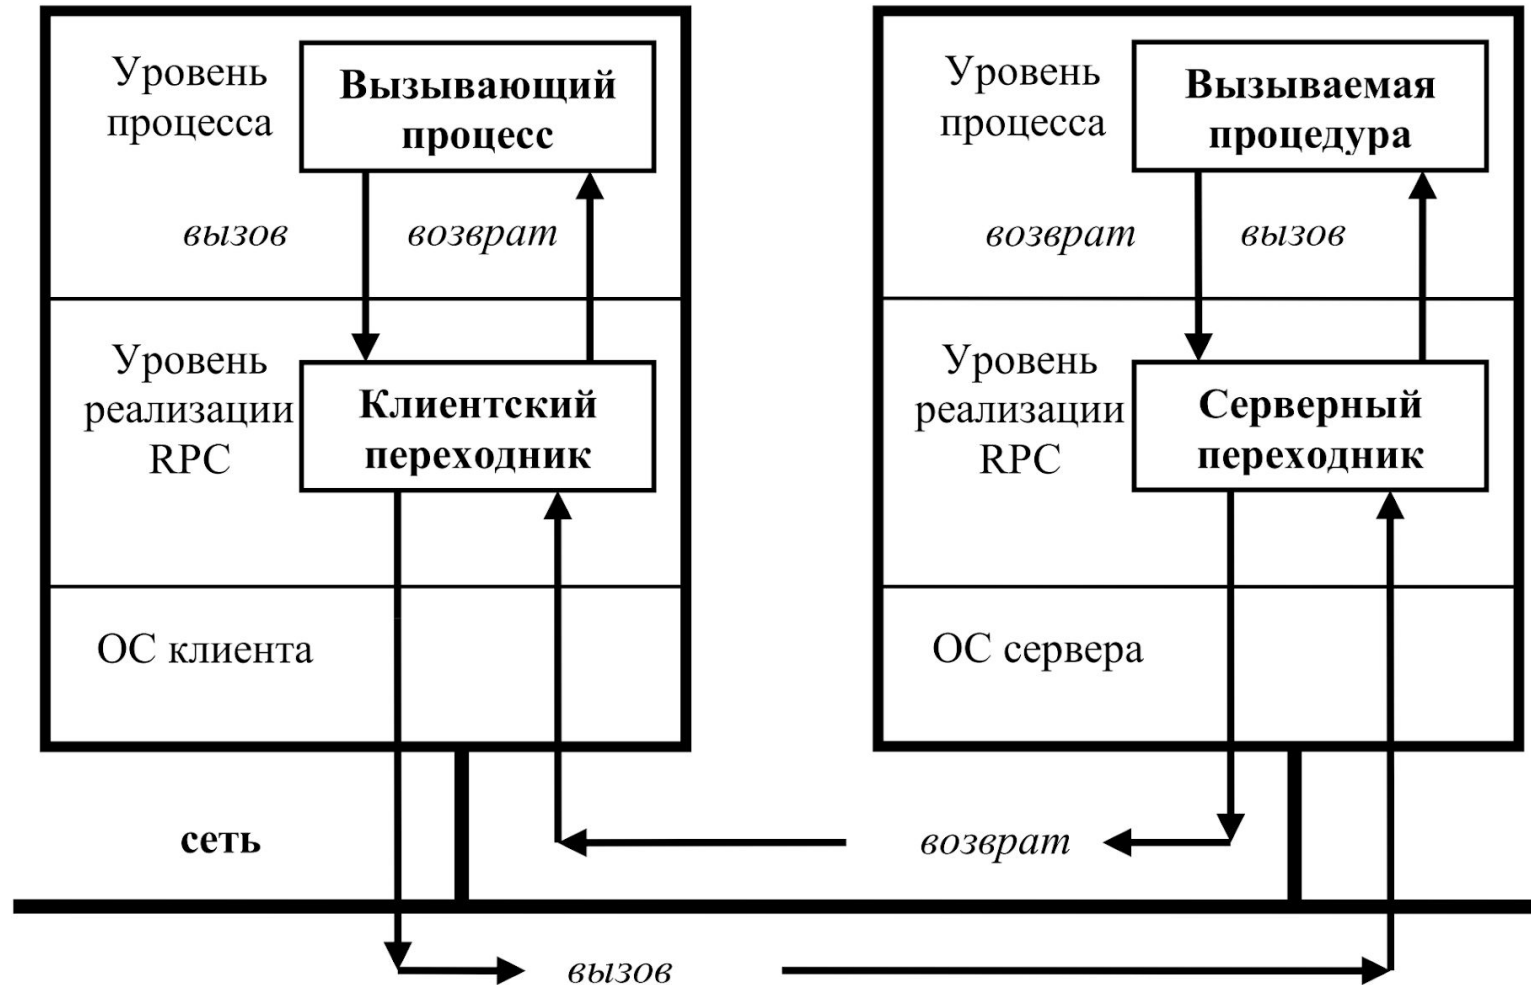 Уровень
процесса
Вызывающий
процесс
вызов
возврат
Уровень
реализации
RPC
Клиентский
переходник
ОС клиента
Уровень
процесса
Вызываемая
процедура
возврат
вызов
Уровень
реализации
RPC
Серверный
переходник
ОС сервера
сеть
возврат
вызов